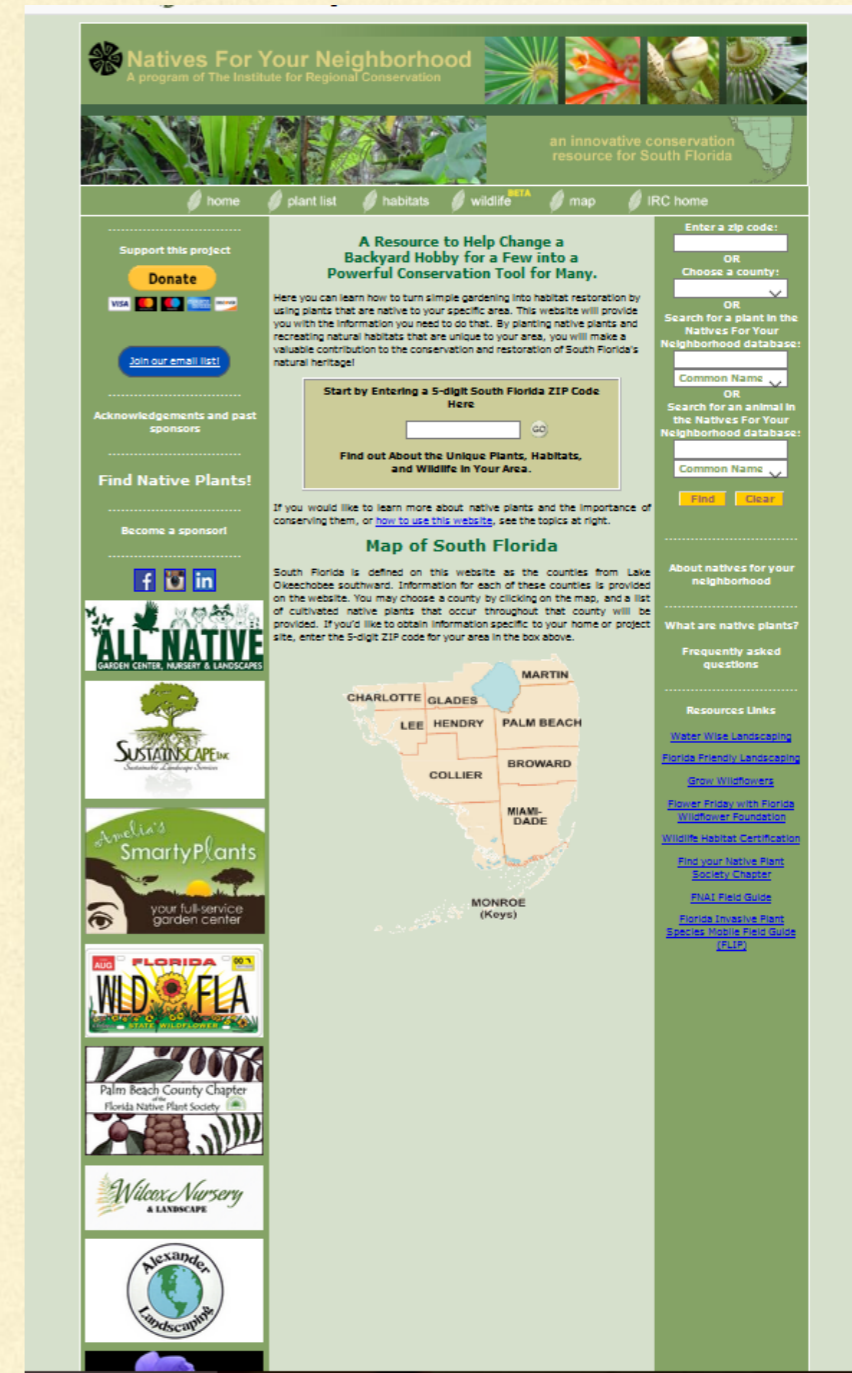 Natives For Your Neighborhood
A program of The Institute for Regional Conservation
an innovative conservation
resource for South Florida
home plant list habitats wildlife BETA map IRC home
Support this project
Donate
VISA
Join our email list!
Acknowledgements and past
sponsors
Find Native Plants!
Become a sponsor!
ALL NATIVE
GARDEN CENTER, NURSERY & LANDSCAPES
SUSTAINSCAPE INC
Sustainable Landscape Services
Amelia's
SmartyPlants
your full-service
garden center
AUG FLORIDA 00
WLD FLA
STATE WILDFLOWER
Palm Beach County Chapter
of the
Florida Native Plant Society
Wilcox Nursery
& LANDSCAPE
Alexander
Landscaping
A Resource to Help Change a
Backyard Hobby for a Few into a
Powerful Conservation Tool for Many.
Here you can learn how to turn simple gardening into habitat restoration by
using plants that are native to your specific area. This website will provide
you with the information you need to do that. By planting native plants and
recreating natural habitats that are unique to your area, you will make a
valuable contribution to the conservation and restoration of South Florida's
natural heritage!
Start by Entering a 5-digit South Florida ZIP Code
Here
GO
Find out About the Unique Plants, Habitats,
and Wildlife in Your Area.
If you would like to learn more about native plants and the importance of
conserving them, or how to use this website, see the topics at right.
Map of South Florida
South Florida is defined on this website as the counties from Lake
Okeechobee southward. Information for each of these counties is provided
on the website. You may choose a county by clicking on the map, and a list
of cultivated native plants that occur throughout that county will be
provided. If you'd like to obtain information specific to your home or project
site, enter the 5-digit ZIP code for your area in the box above.
MARTIN
CHARLOTTE GLADES
LEE HENDRY PALM BEACH
BROWARD
COLLIER
MIAMI-
DADE
MONROE
(Keys)
Enter a zip code:
OR
Choose a county:
OR
Search for a plant in the
Natives For Your
Neighborhood database:
Common Name
OR
Search for an animal in
the Natives For Your
Neighborhood database:
Common Name
Find Clear
About natives for your
neighborhood
What are native plants?
Frequently asked
questions
Resources Links
Water Wise Landscaping
Florida Friendly Landscaping
Grow Wildflowers
Flower Friday with Florida
Wildflower Foundation
Wildlife Habitat Certification
Find your Native Plant
Society Chapter
FNAI Field Guide
Florida Invasive Plant
Species Mobile Field Guide
(FLIP)